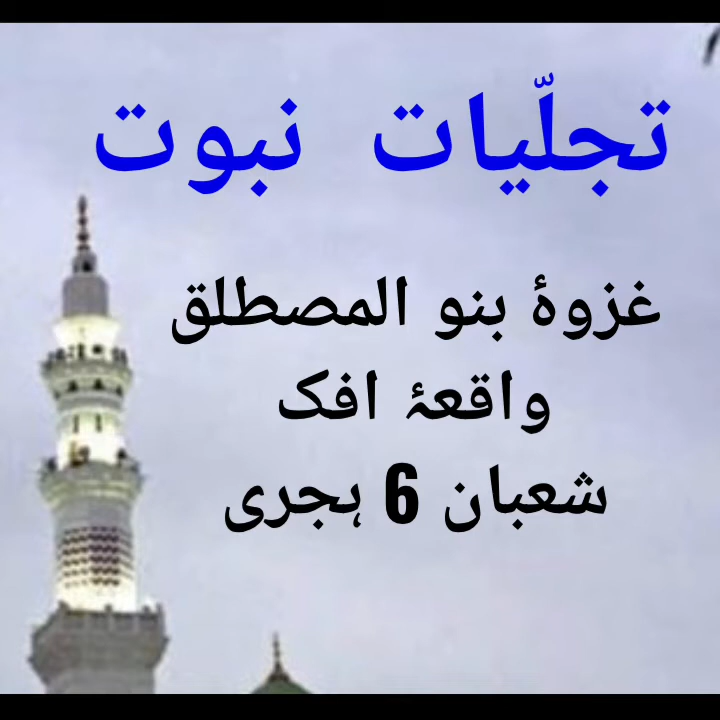 تجلّیات نبوت
غزوۂ بنو المصطلق
واقعۂ افک
شعبان 6 ہجری